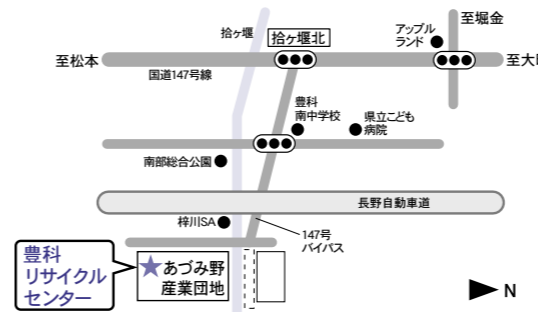 至堀金
アップル
ランド
拾ヶ堰
拾ヶ堰北
至松本
国道147号線
豊科
南中学校
県立こども
病院
南部総合公園
長野自動車道
梓川SA
147号
バイパス
豊科
リサイクル
センター
あづみ野
産業団地
N